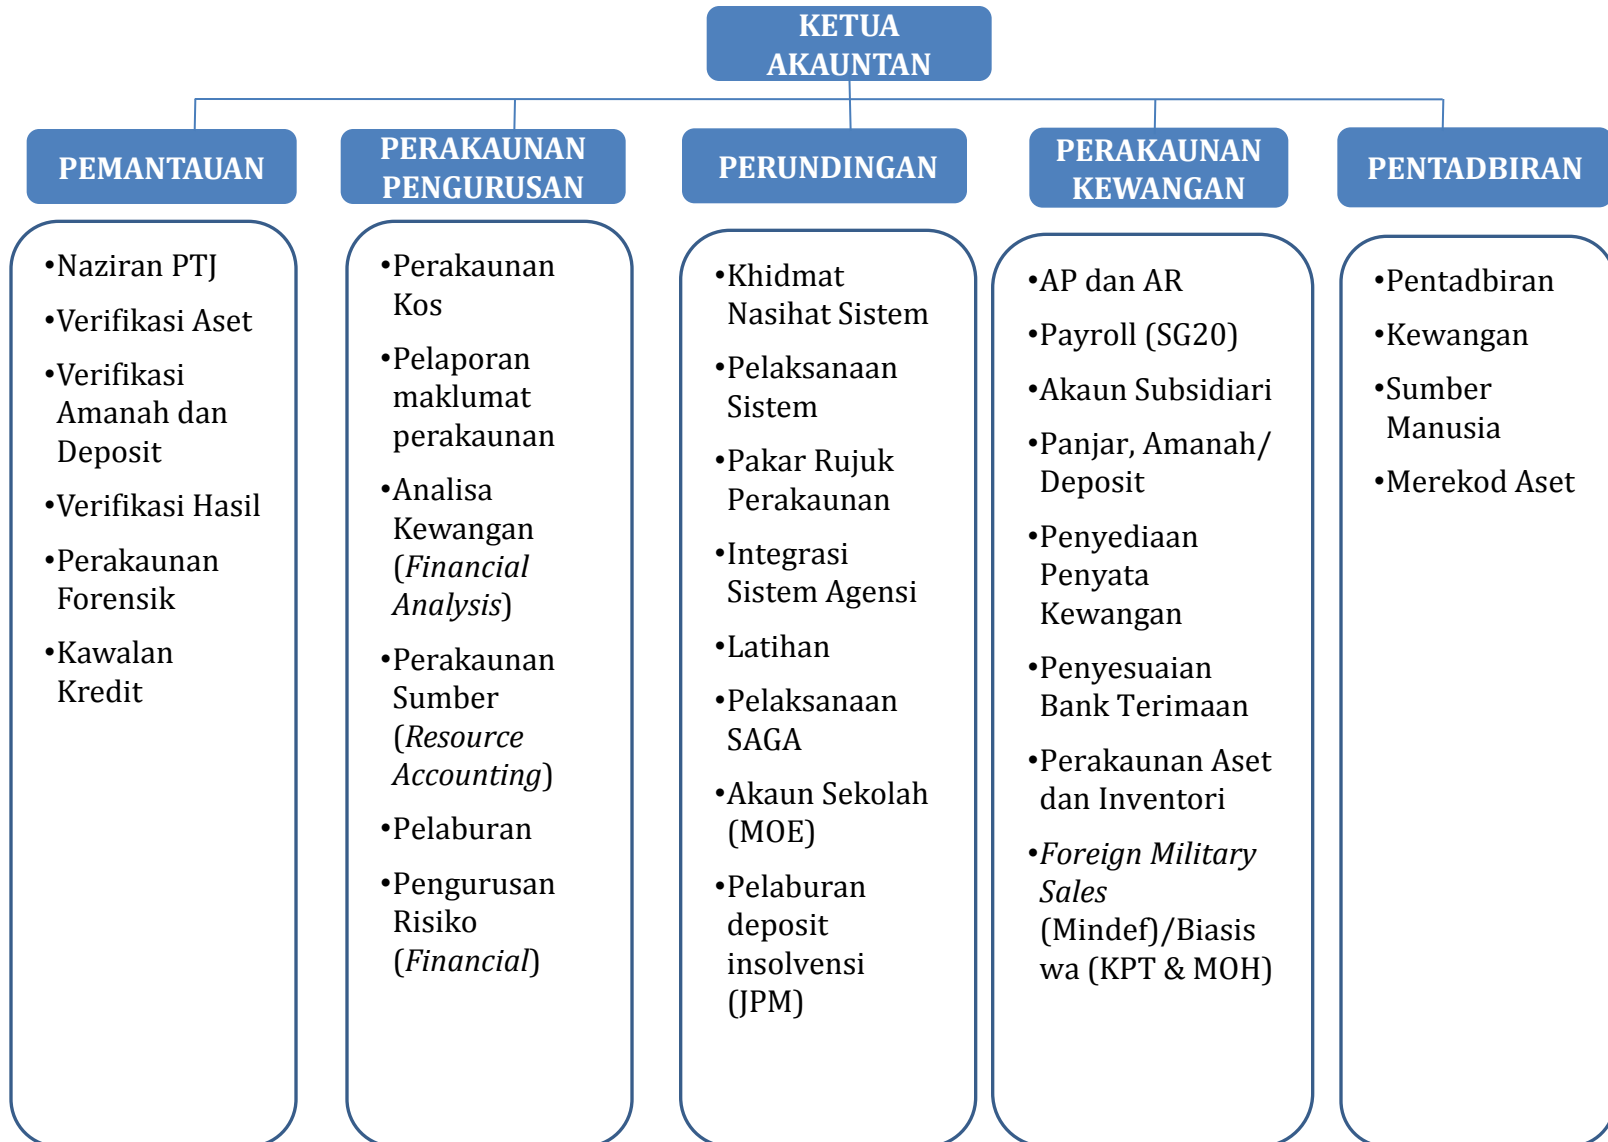 KETUA
AKAUNTAN
PEMANTAUAN
•Naziran PTJ
•Verifikasi Aset
•Verifikasi
Amanah dan
Deposit
•Verifikasi Hasil
•Perakaunan
Forensik
•Kawalan
Kredit
PERAKAUNAN
PENGURUSAN
•Perakaunan
Kos
•Pelaporan
maklumat
perakaunan
•Analisa
Kewangan
(Financial
Analysis)
•Perakaunan
Sumber
(Resource
Accounting)
•Pelaburan
•Pengurusan
Risiko
(Financial)
PERUNDINGAN
•Khidmat
Nasihat Sistem
•Pelaksanaan
Sistem
•Pakar Rujuk
Perakaunan
•Integrasi
Sistem Agensi
•Latihan
•Pelaksanaan
SAGA
•Akaun Sekolah
(MOE)
•Pelaburan
deposit
insolvensi
(JPM)
PERAKAUNAN
KEWANGAN
•AP dan AR
•Payroll (SG20)
•Akaun Subsidiari
•Panjar, Amanah/
Deposit
•Penyediaan
Penyata
Kewangan
•Penyesuaian
Bank Terimaan
•Perakaunan Aset
dan Inventori
•Foreign Military
Sales
(Mindef)/Biasis
wa (KPT & MOH)
PENTADBIRAN
•Pentadbiran
•Kewangan
•Sumber
Manusia
•Merekod Aset